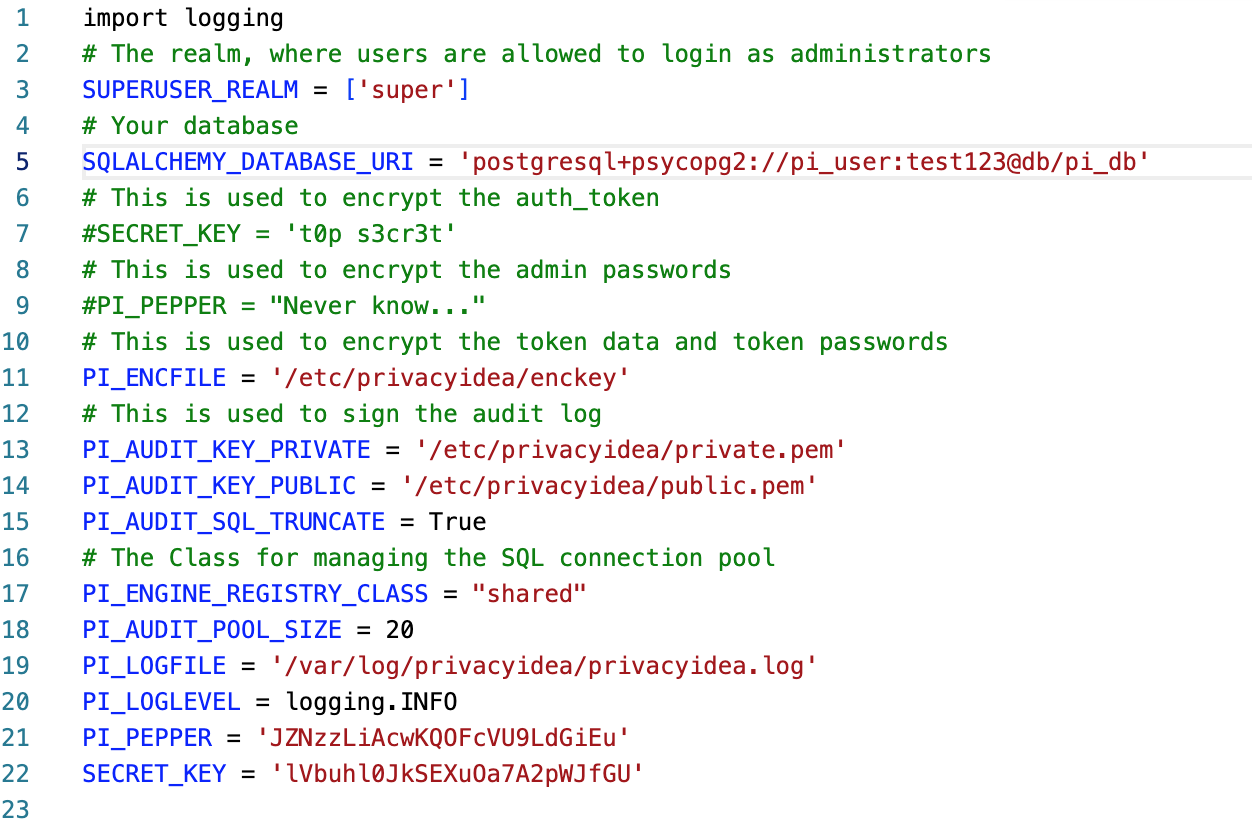 1 import logging
2 # The realm, where users are allowed to login as administrators
3 SUPERUSER_REALM = ['super']
4 # Your database
5 SQLALCHEMY_DATABASE_URI = 'postgresql+psycopg2://pi_user:test123@db/pi_db'
6 # This is used to encrypt the auth_token
7 #SECRET_KEY = 't0p s3cr3t'
8 # This is used to encrypt the admin passwords
9 #PI_PEPPER = "Never know..."
10 # This is used to encrypt the token data and token passwords
11 PI_ENCFILE = '/etc/privacyidea/enckey'
12 # This is used to sign the audit log
13 PI_AUDIT_KEY_PRIVATE = '/etc/privacyidea/private.pem'
14 PI_AUDIT_KEY_PUBLIC = '/etc/privacyidea/public.pem'
15 PI_AUDIT_SQL_TRUNCATE = True
16 # The Class for managing the SQL connection pool
17 PI_ENGINE_REGISTRY_CLASS = "shared"
18 PI_AUDIT_POOL_SIZE = 20
19 PI_LOGFILE = '/var/log/privacyidea/privacyidea.log'
20 PI_LOGLEVEL = logging.INFO
21 PI_PEPPER = 'JZNzzLiAcwKQOFcVU9LdGiEu'
22 SECRET_KEY = 'lVbuhl0JkSEXuOa7A2pWJfGU'
23